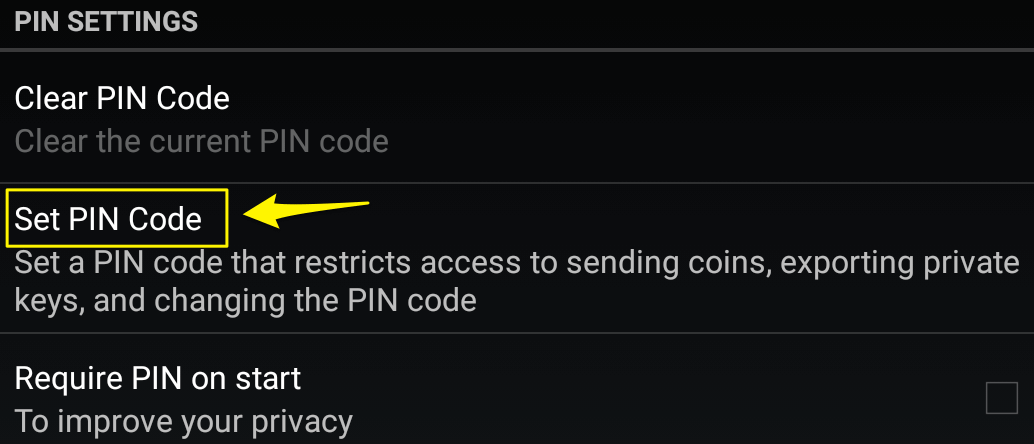 PIN SETTINGS
Clear PIN Code
Clear the current PIN code
Set PIN Code
Set a PIN code that restricts access to sending coins, exporting private
keys, and changing the PIN code
Require PIN on start
To improve your privacy